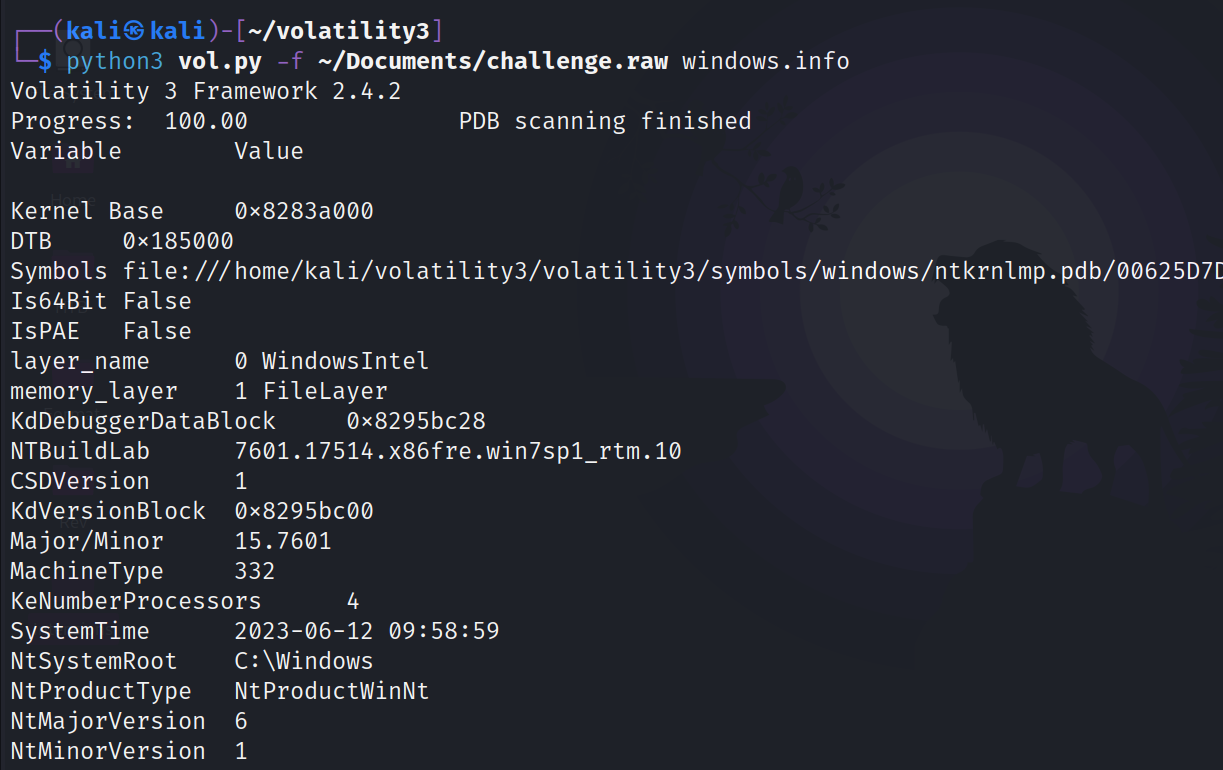 ┌──(kali㉿kali)-[~/volatility3]
└─$ python3 vol.py -f ~/Documents/challenge.raw windows.info
Volatility 3 Framework 2.4.2
Progress:  100.00               PDB scanning finished
Variable        Value

Kernel Base     0×8283a000
DTB     0×185000
Symbols file:///home/kali/volatility3/volatility3/symbols/windows/ntkrnlmp.pdb/00625D7D
Is64Bit False
IsPAE   False
layer_name      0 WindowsIntel
memory_layer    1 FileLayer
KdDebuggerDataBlock     0×8295bc28
NTBuildLab      7601.17514.x86fre.win7sp1_rtm.10
CSDVersion      1
KdVersionBlock  0×8295bc00
Major/Minor     15.7601
MachineType     332
KeNumberProcessors      4
SystemTime      2023-06-12 09:58:59
NtSystemRoot    C:\Windows
NtProductType   NtProductWinNt
NtMajorVersion  6
NtMinorVersion  1